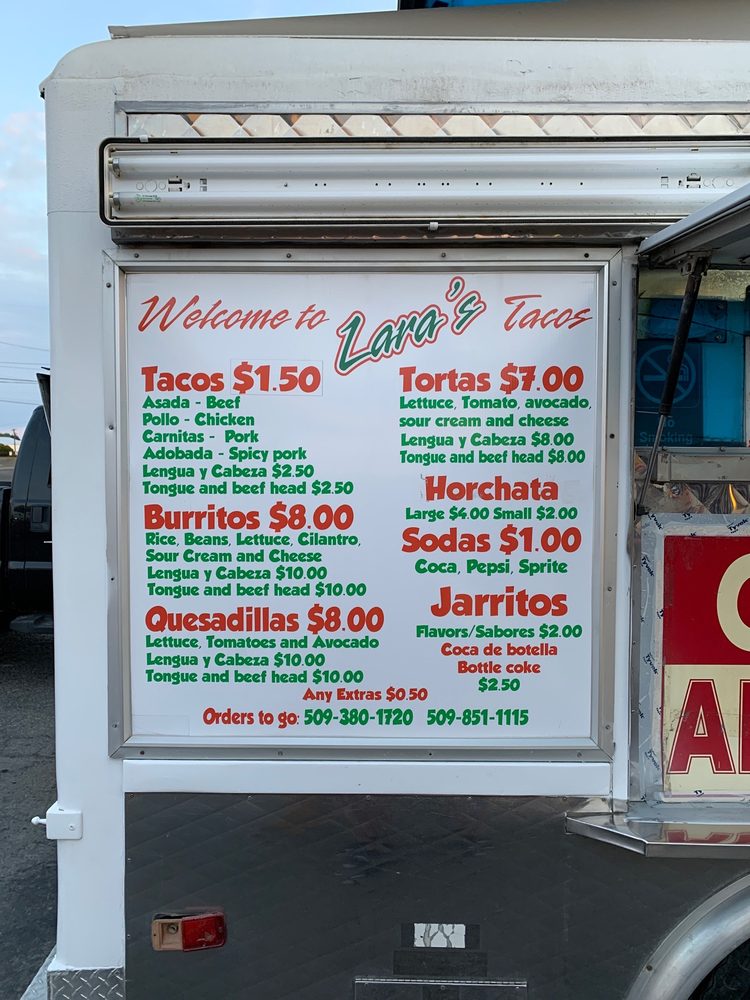 Welcome to Lara's Tacos
Tacos $1.50
Asada - Beef
Pollo - Chicken
Carnitas - Pork
Adobada - Spicy pork
Lengua y Cabeza $2.50
Tongue and beef head $2.50
Burritos $8.00
Rice, Beans, Lettuce, Cilantro,
Sour Cream and Cheese
Lengua y Cabeza $10.00
Tongue and beef head $10.00
Quesadillas $8.00
Lettuce, Tomatoes and Avocado
Lengua y Cabeza $10.00
Tongue and beef head $10.00
Tortas $7.00
Lettuce, Tomato, avocado,
sour cream and cheese
Lengua y Cabeza $8.00
Tongue and beef head $8.00
Horchata
Large $4.00 Small $2.00
Sodas $1.00
Coca, Pepsi, Sprite
Jarritos
Flavors/Sabores $2.00
Coca de botella
Bottle coke
$2.50
Any Extras $0.50
Orders to go: 509-380-1720 509-851-1115
No
Smoking
Tyvek